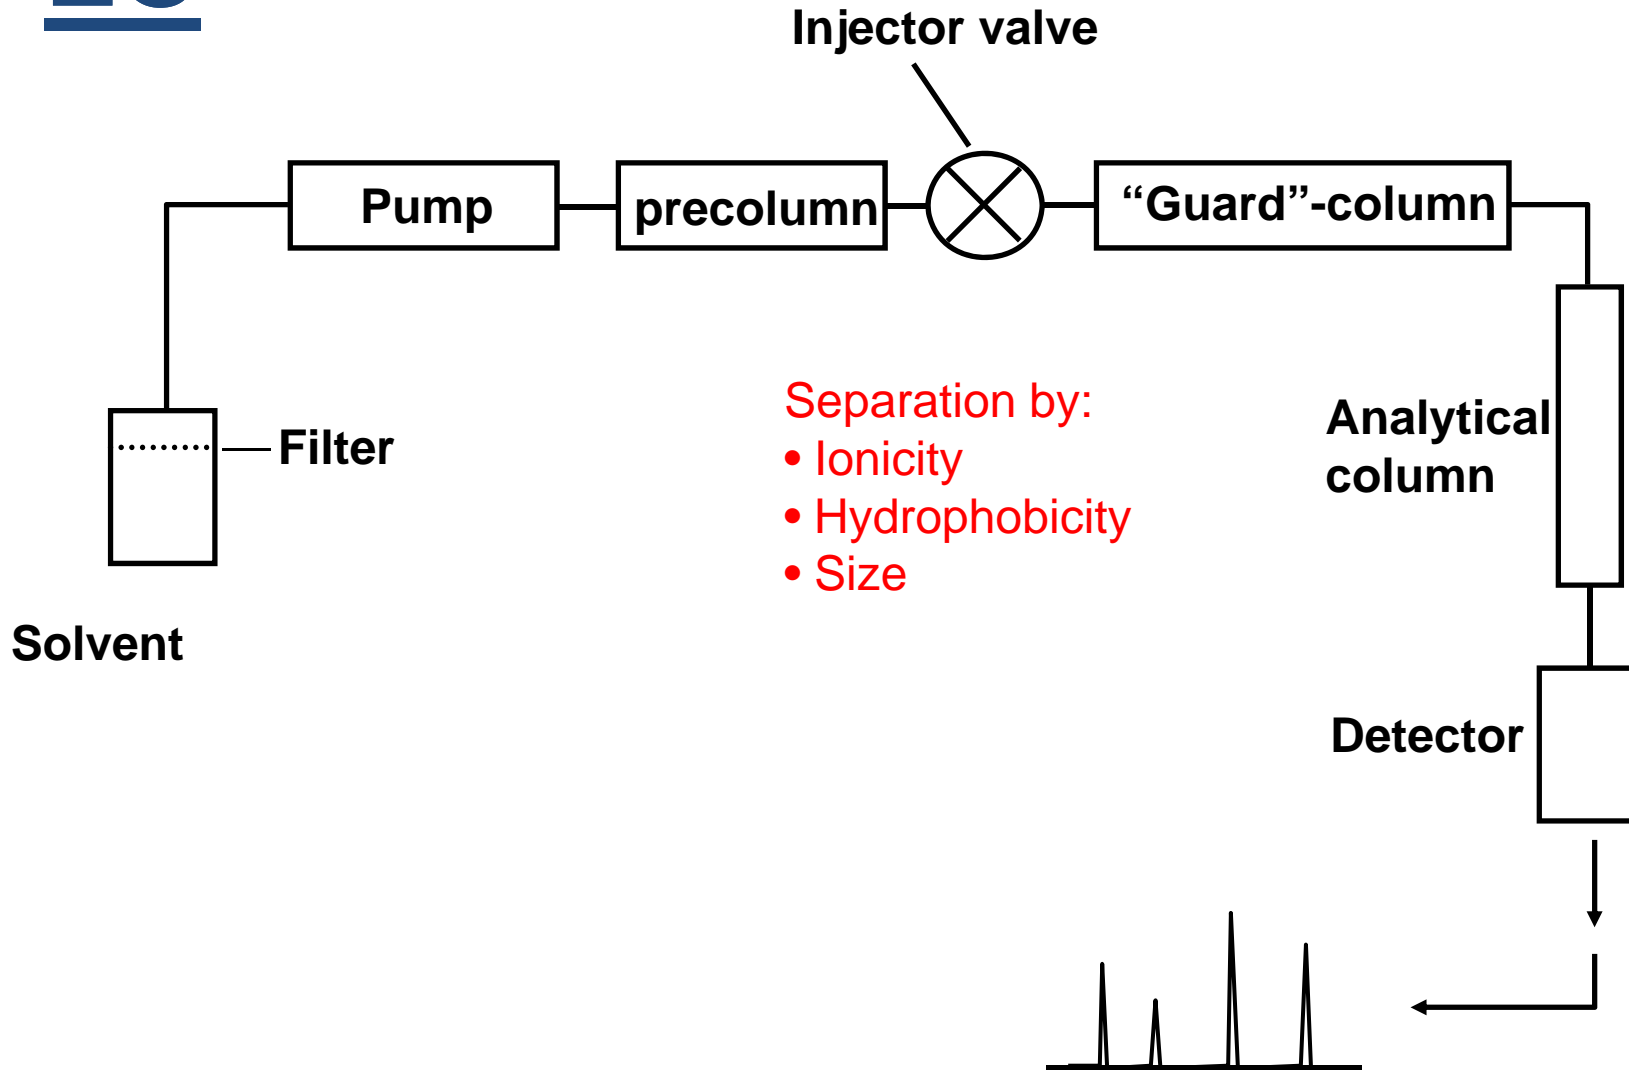 Injector valve
Pump
precolumn
“Guard”-column
Filter
Separation by:
• Ionicity
• Hydrophobicity
• Size
Analytical
column
Solvent
Detector